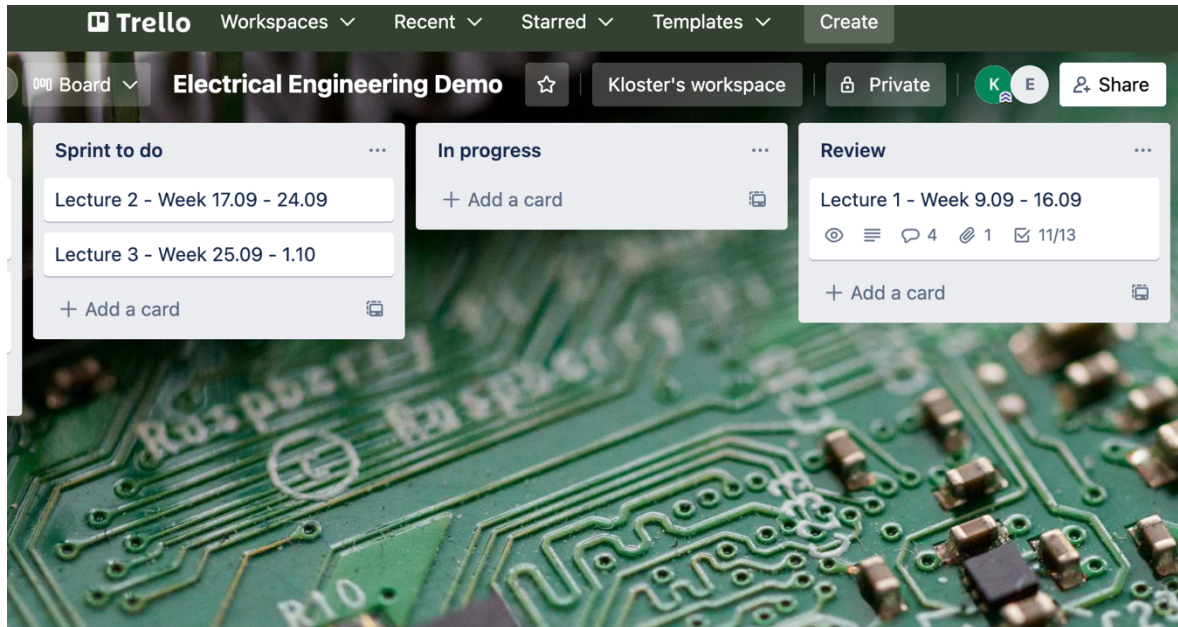 Trello Workspaces Recent Starred Templates Create
Board Electrical Engineering Demo Kloster's workspace Private K E Share
Sprint to do
Lecture 2 - Week 17.09 - 24.09
Lecture 3 - Week 25.09 - 1.10
+ Add a card
In progress
+ Add a card
Review
Lecture 1 - Week 9.09 - 16.09
4 1 11/13
+ Add a card
Raspberry
© Raspberry
R10